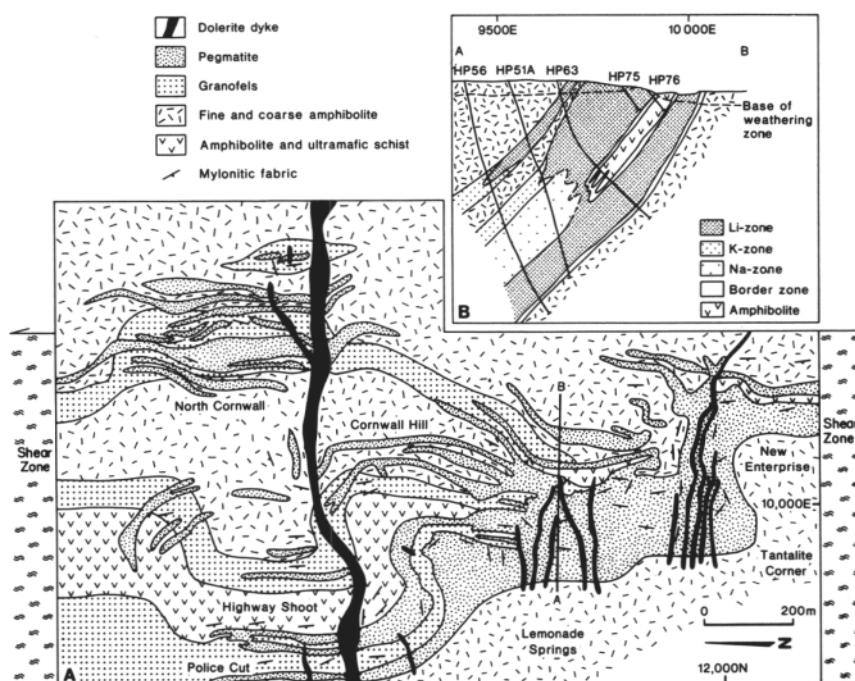 Dolerite dyke
Pegmatite
Granofels
Fine and coarse amphibolite
Amphibolite and ultramafic schist
Mylonitic fabric
9500E
10 000E
A
B
HP56
HP51A
HP63
HP75
HP76
Base of
weathering
zone
Li-zone
K-zone
Na-zone
Border zone
Amphibolite
B
North Cornwall
Cornwall Hill
B
Shear
Zone
Shear
Zone
New
Enterprise
10,000E
Tantalite
Corner
Highway Shoot
A
0
200m
Lemonade
Springs
N
A
Police Cut
12,000N